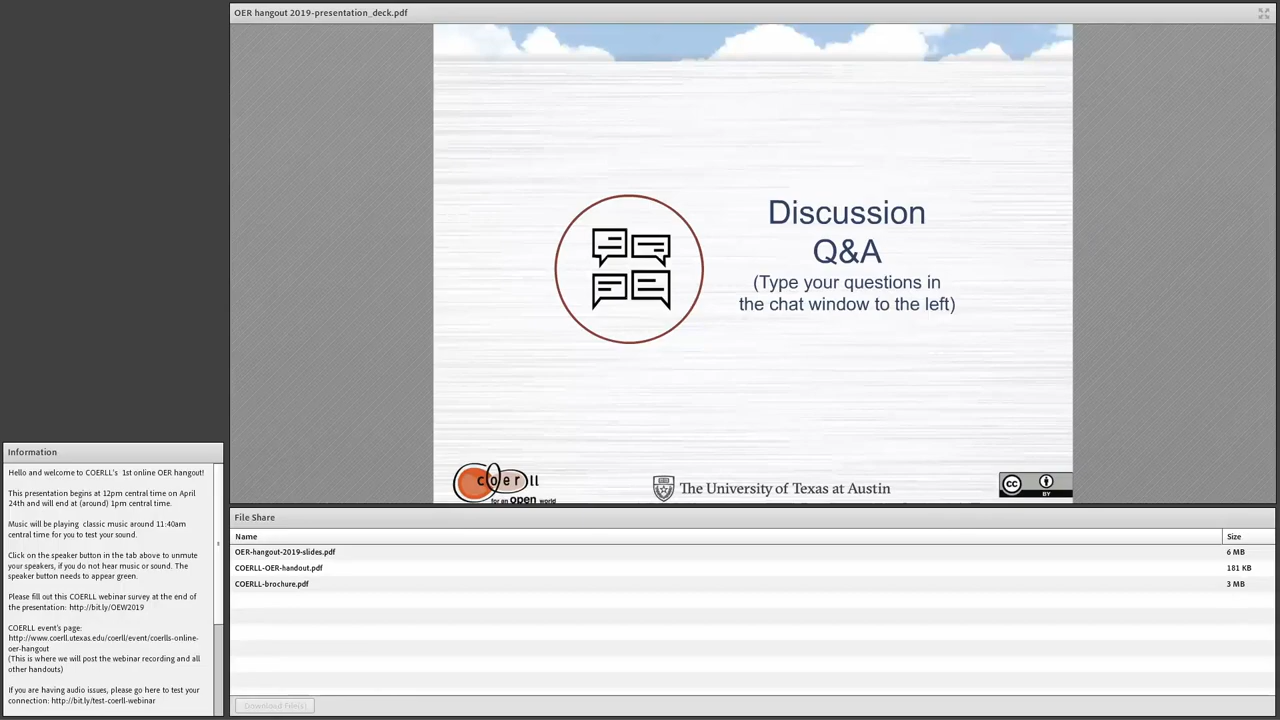 OER hangout 2019-presentation_deck.pdf
Discussion
Q&A
(Type your questions in
the chat window to the left)
coerll
for an open world
The University of Texas at Austin
CC
BY
Information
Hello and welcome to COERLL's 1st online OER hangout!
This presentation begins at 12pm central time on April
24th and will end at (around) 1pm central time.
Music will be playing classic music around 11:40am
central time for you to test your sound.
Click on the speaker button in the tab above to unmute
your speakers, if you do not hear music or sound. The
speaker button needs to appear green.
Please fill out this COERLL webinar survey at the end of
the presentation: http://bit.ly/OEW2019
COERLL event's page:
http://www.coerll.utexas.edu/coerll/event/coerlls-online-
oer-hangout
(This is where we will post the webinar recording and all
other handouts)
If you are having audio issues, please go here to test your
connection: http://bit.ly/test-coerll-webinar
File Share
Name Size
OER-hangout-2019-slides.pdf 6 MB
COERLL-OER-handout.pdf 181 KB
COERLL-brochure.pdf 3 MB
Download File(s)